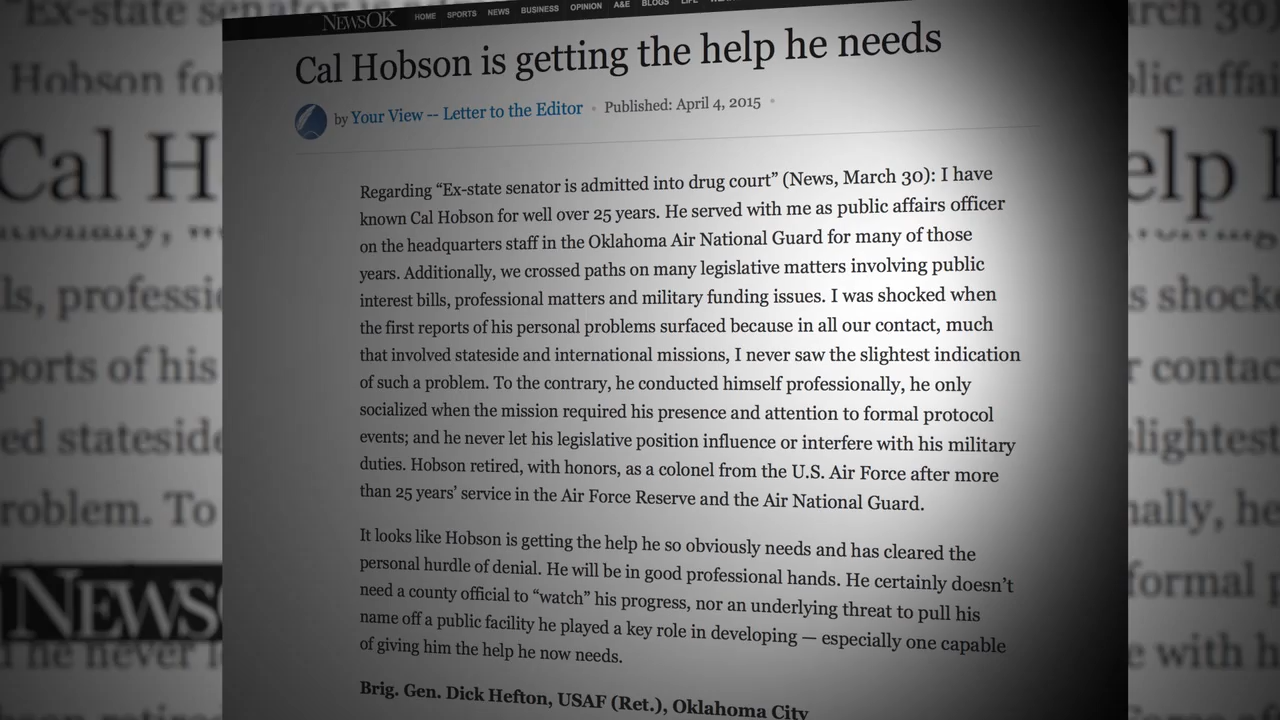 NEWSOK HOME SPORTS NEWS BUSINESS OPINION A&E BLOGS
Cal Hobson is getting the help he needs
by Your View -- Letter to the Editor • Published: April 4, 2015 •
Regarding “Ex-state senator is admitted into drug court” (News, March 30): I have
known Cal Hobson for well over 25 years. He served with me as public affairs officer
on the headquarters staff in the Oklahoma Air National Guard for many of those
years. Additionally, we crossed paths on many legislative matters involving public
interest bills, professional matters and military funding issues. I was shocked when
the first reports of his personal problems surfaced because in all our contact, much
that involved stateside and international missions, I never saw the slightest indication
of such a problem. To the contrary, he conducted himself professionally, he only
socialized when the mission required his presence and attention to formal protocol
events; and he never let his legislative position influence or interfere with his military
duties. Hobson retired, with honors, as a colonel from the U.S. Air Force after more
than 25 years’ service in the Air Force Reserve and the Air National Guard.
It looks like Hobson is getting the help he so obviously needs and has cleared the
personal hurdle of denial. He will be in good professional hands. He certainly doesn’t
need a county official to “watch” his progress, nor an underlying threat to pull his
name off a public facility he played a key role in developing — especially one capable
of giving him the help he now needs.
Brig. Gen. Dick Hefton, USAF (Ret.), Oklahoma City